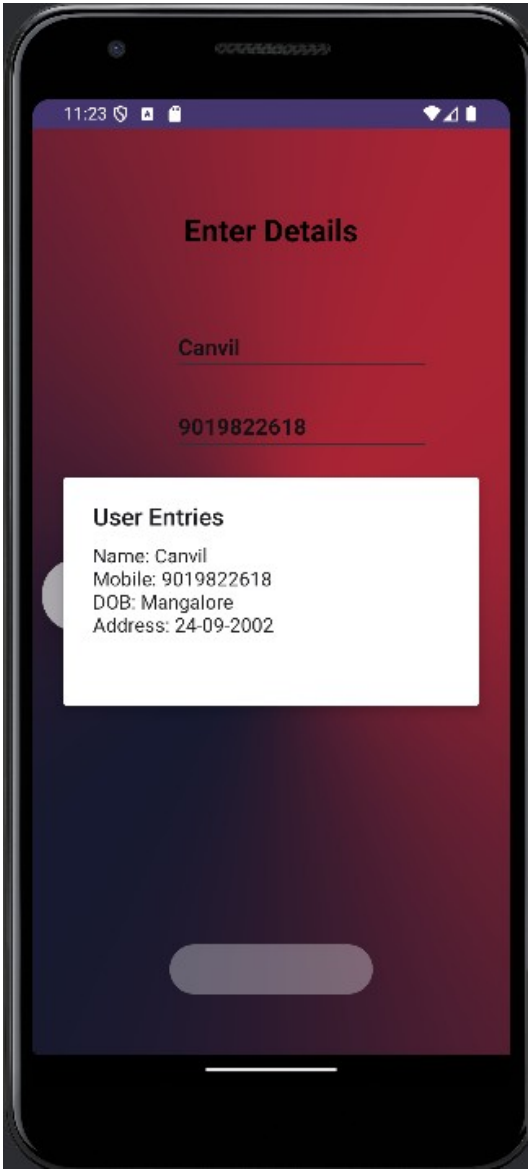 11:23
Enter Details
Canvil
9019822618
User Entries
Name: Canvil
Mobile: 9019822618
DOB: Mangalore
Address: 24-09-2002